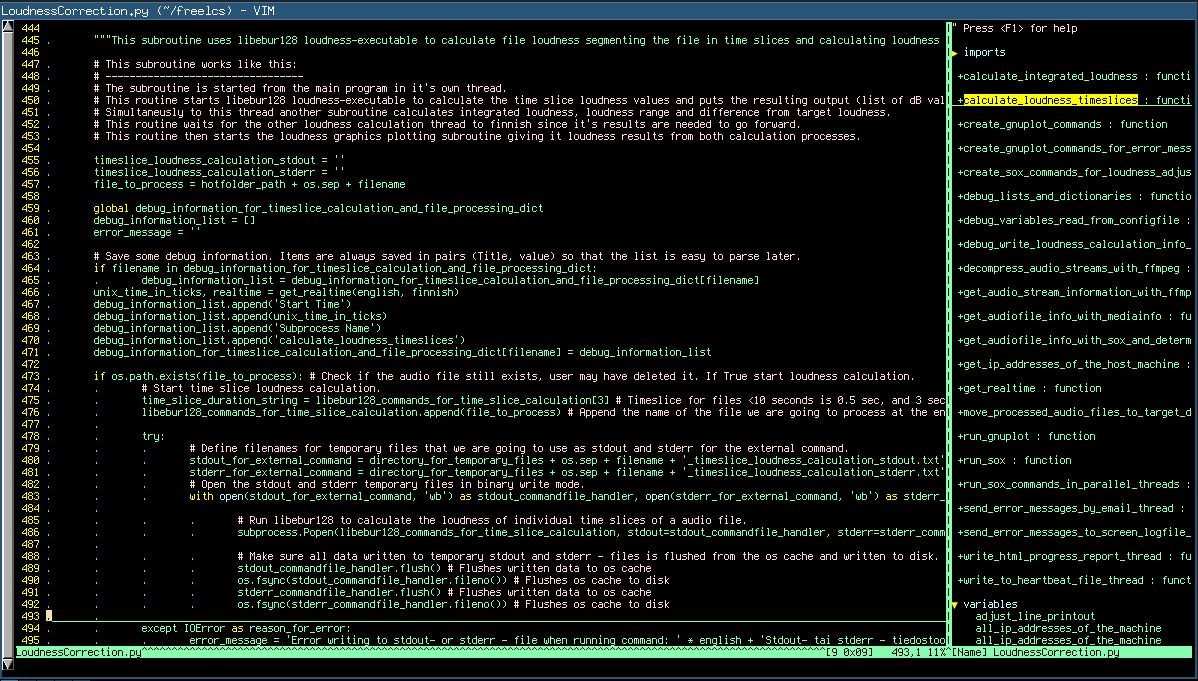 LoudnessCorrection.py (~/freelcs) - VIM
444
445 . """This subroutine uses libebur128 loudness-executable to calculate file loudness segmenting the file in time slices and calculating loudness
446
447 . # This subroutine works like this:
448 . # ---------------------------------
449 . # The subroutine is started from the main program in it's own thread.
450 . # This routine starts libebur128 loudness-executable to calculate the time slice loudness values and puts the resulting output (list of dB val
451 . # Simultaneusly to this thread another subroutine calculates integrated loudness, loudness range and difference from target loudness.
452 . # This routine waits for the other loudness calculation thread to finnish since it's results are needed to go forward.
453 . # This routine then starts the loudness graphics plotting subroutine giving it loudness results from both calculation processes.
454
455 . timeslice_loudness_calculation_stdout = ''
456 . timeslice_loudness_calculation_stderr = ''
457 . file_to_process = hotfolder_path + os.sep + filename
458
459 . global debug_information_for_timeslice_calculation_and_file_processing_dict
460 . debug_information_list = []
461 . error_message = ''
462
463 . # Save some debug information. Items are always saved in pairs (Title, value) so that the list is easy to parse later.
464 . if filename in debug_information_for_timeslice_calculation_and_file_processing_dict:
465 . . debug_information_list = debug_information_for_timeslice_calculation_and_file_processing_dict[filename]
466 . unix_time_in_ticks, realtime = get_realtime(english, finnish)
467 . debug_information_list.append('Start Time')
468 . debug_information_list.append(unix_time_in_ticks)
469 . debug_information_list.append('Subprocess Name')
470 . debug_information_list.append('calculate_loudness_timeslices')
471 . debug_information_for_timeslice_calculation_and_file_processing_dict[filename] = debug_information_list
472
473 . if os.path.exists(file_to_process): # Check if the audio file still exists, user may have deleted it. If True start loudness calculation.
474 . . # Start time slice loudness calculation.
475 . . time_slice_duration_string = libebur128_commands_for_time_slice_calculation[3] # Timeslice for files <10 seconds is 0.5 sec, and 3 sec
476 . . libebur128_commands_for_time_slice_calculation.append(file_to_process) # Append the name of the file we are going to process at the en
477 . .
478 . . try:
479 . . . # Define filenames for temporary files that we are going to use as stdout and stderr for the external command.
480 . . . stdout_for_external_command = directory_for_temporary_files + os.sep + filename + '_timeslice_loudness_calculation_stdout.txt'
481 . . . stderr_for_external_command = directory_for_temporary_files + os.sep + filename + '_timeslice_loudness_calculation_stderr.txt'
482 . . . # Open the stdout and stderr temporary files in binary write mode.
483 . . . with open(stdout_for_external_command, 'wb') as stdout_commandfile_handler, open(stderr_for_external_command, 'wb') as stderr_
484 . . .
485 . . . . # Run libebur128 to calculate the loudness of individual time slices of a audio file.
486 . . . . subprocess.Popen(libebur128_commands_for_time_slice_calculation, stdout=stdout_commandfile_handler, stderr=stderr_comm
487 . . .
488 . . . . # Make sure all data written to temporary stdout and stderr - files is flushed from the os cache and written to disk.
489 . . . . stdout_commandfile_handler.flush() # Flushes written data to os cache
490 . . . . os.fsync(stdout_commandfile_handler.fileno()) # Flushes os cache to disk
491 . . . . stderr_commandfile_handler.flush() # Flushes written data to os cache
492 . . . . os.fsync(stderr_commandfile_handler.fileno()) # Flushes os cache to disk
493 . . .
494 . . except IOError as reason_for_error:
495 . . . error_message = 'Error writing to stdout- or stderr - file when running command: ' * english + 'Stdout- tai stderr - tiedostoo
LoudnessCorrection.py [9 0x09] 493,1 11%
" Press <F1> for help
imports
+calculate_integrated_loudness : functi
+calculate_loudness_timeslices : functi
+create_gnuplot_commands : function
+create_gnuplot_commands_for_error_mess
+create_sox_commands_for_loudness_adjus
+debug_lists_and_dictionaries : functio
+debug_variables_read_from_configfile :
+debug_write_loudness_calculation_info_
+decompress_audio_streams_with_ffmpeg :
+get_audio_stream_information_with_ffmp
+get_audiofile_info_with_mediainfo : fu
+get_audiofile_info_with_sox_and_determ
+get_ip_addresses_of_the_host_machine :
+get_realtime : function
+move_processed_audio_files_to_target_d
+run_gnuplot : function
+run_sox : function
+run_sox_commands_in_parallel_threads :
+send_error_messages_by_email_thread :
+send_error_messages_to_screen_logfile_
+write_html_progress_report_thread : fu
+write_to_heartbeat_file_thread : funct
variables
adjust_line_printout
all_ip_addresses_of_the_machine
all_ip_addresses_of_the_machine
[Name] LoudnessCorrection.py